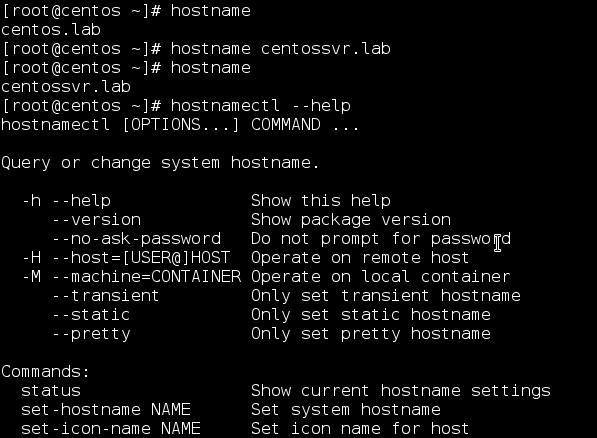 [root@centos ~]# hostname
centos.lab
[root@centos ~]# hostname centossvr.lab
[root@centos ~]# hostname
centossvr.lab
[root@centos ~]# hostnamectl --help
hostnamectl [OPTIONS...] COMMAND ...

Query or change system hostname.

  -h --help              Show this help
     --version           Show package version
     --no-ask-password   Do not prompt for password
  -H --host=[USER@]HOST  Operate on remote host
  -M --machine=CONTAINER Operate on local container
     --transient         Only set transient hostname
     --static            Only set static hostname
     --pretty            Only set pretty hostname

Commands:
  status                 Show current hostname settings
  set-hostname NAME      Set system hostname
  set-icon-name NAME     Set icon name for host